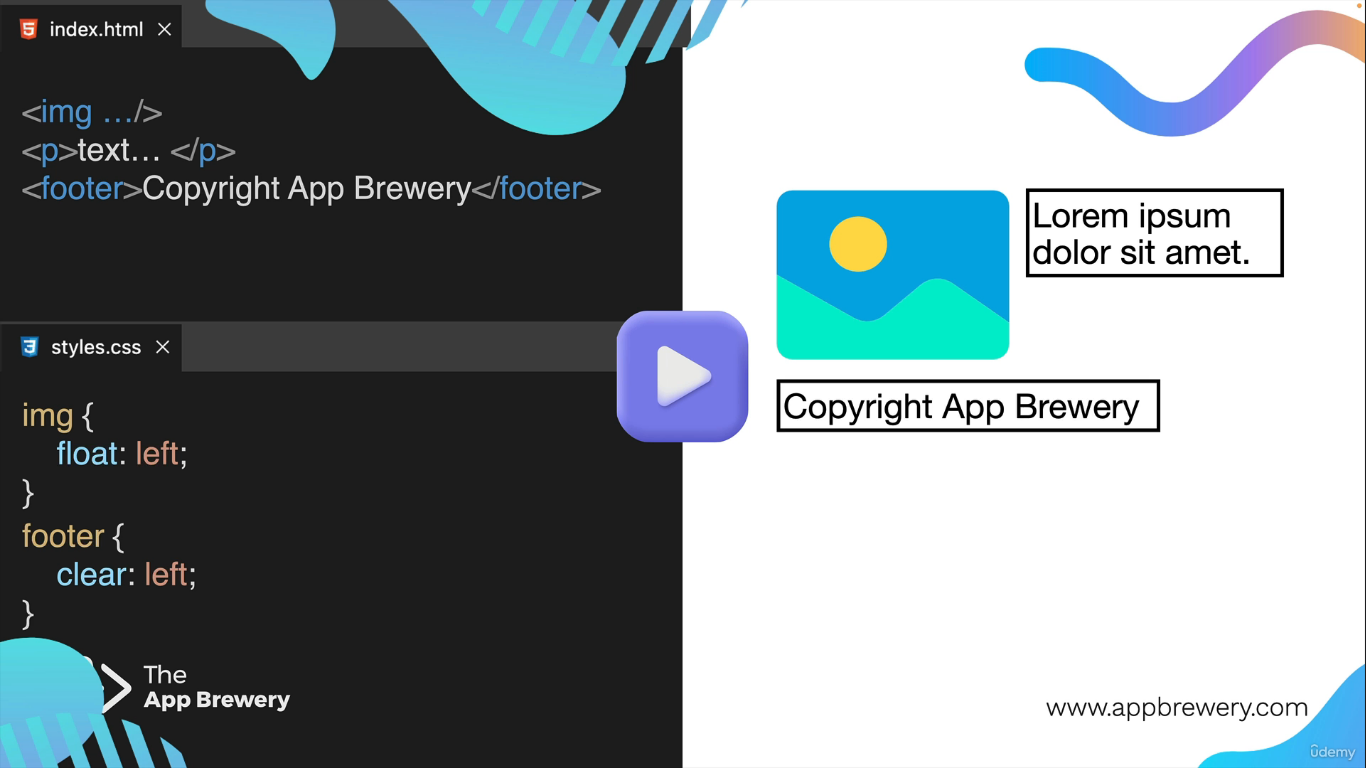 index.html
<img …/>
<p>text… </p>
<footer>Copyright App Brewery</footer>
styles.css
img {
float: left;
}
footer {
clear: left;
}
The
App Brewery
Lorem ipsum
dolor sit amet.
Copyright App Brewery
www.appbrewery.com
ûdemy